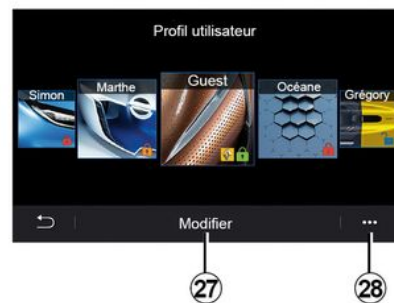 Profil utilisateur
Simon
Marthe
Guest
Océane
Grégory
Modifier
27
28